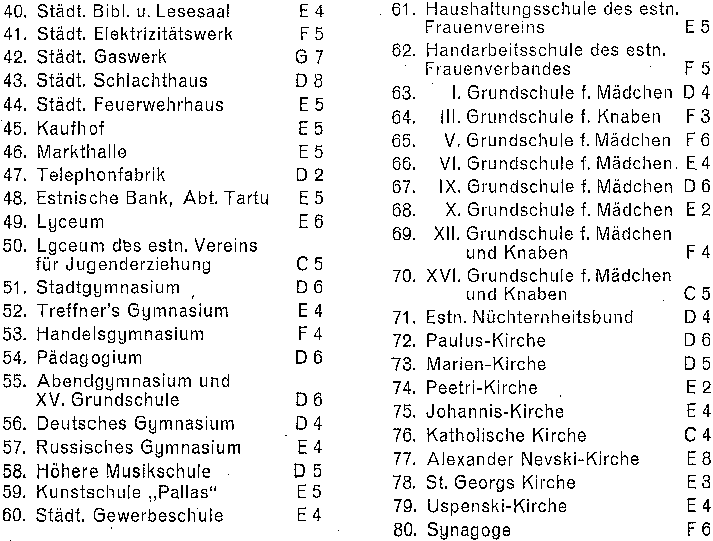 40. Städt. Bibl. u. Lesesaal E 4
41. Städt. Elektrizitätswerk F 5
42. Städt. Gaswerk G 7
43. Städt. Schlachthaus D 8
44. Städt. Feuerwehrhaus E 5
45. Kaufhof E 5
46. Markthalle E 5
47. Telephonfabrik D 2
48. Estnische Bank, Abt. Tartu E 5
49. Lyceum E 6
50. Lyceum des estn. Vereins
für Jugenderziehung C 5
51. Stadtgymnasium D 6
52. Treffner's Gymnasium E 4
53. Handelsgymnasium F 4
54. Pädagogium D 6
55. Abendgymnasium und
XV. Grundschule D 6
56. Deutsches Gymnasium D 4
57. Russisches Gymnasium E 4
58. Höhere Musikschule D 5
59. Kunstschule „Pallas“ E 5
60. Städt. Gewerbeschule E 4
61. Haushaltungsschule des estn.
Frauenvereins E 5
62. Handarbeitsschule des estn.
Frauenverbandes F 5
63. I. Grundschule f. Mädchen D 4
64. III. Grundschule f. Knaben F 3
65. V. Grundschule f. Mädchen F 6
66. VI. Grundschule f. Mädchen. E 4
67. IX. Grundschule f. Mädchen D 6
68. X. Grundschule f. Mädchen E 2
69. XII. Grundschule f. Mädchen
und Knaben F 4
70. XVI. Grundschule f. Mädchen
und Knaben C 5
71. Estn. Nüchternheitsbund D 4
72. Paulus-Kirche D 6
73. Marien-Kirche D 5
74. Peetri-Kirche E 2
75. Johannis-Kirche E 4
76. Katholische Kirche C 4
77. Alexander Nevski-Kirche E 8
78. St. Georgs Kirche E 3
79. Uspenski-Kirche E 4
80. Synagoge F 6